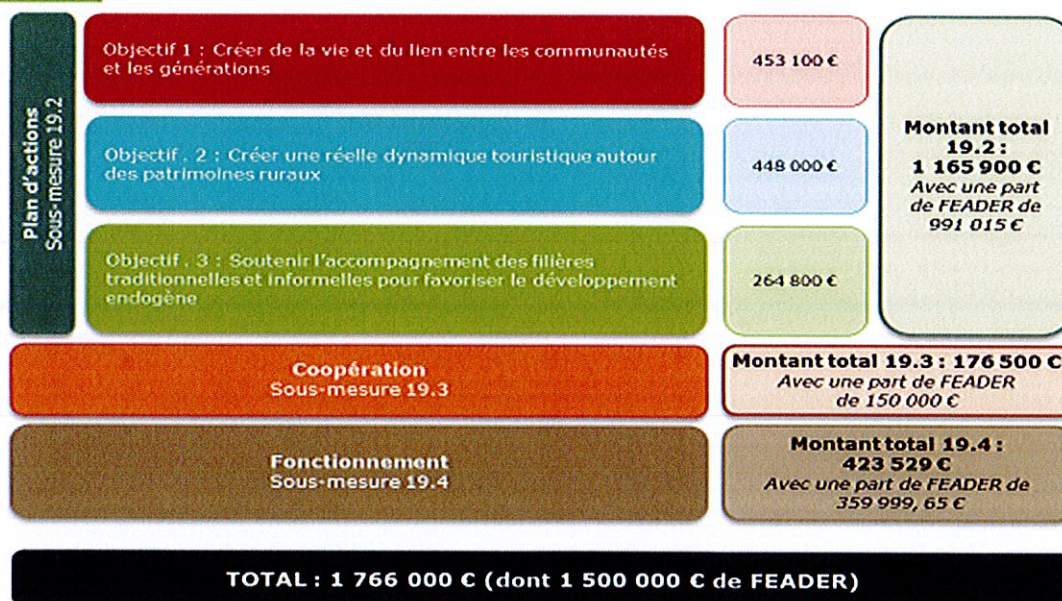 Plan d'actions
Sous-mesure 19.2
Objectif 1 : Créer de la vie et du lien entre les communautés
et les générations
453 100 €
Objectif . 2 : Créer une réelle dynamique touristique autour
des patrimoines ruraux
448 000 €
Objectif . 3 : Soutenir l'accompagnement des filières
traditionnelles et informelles pour favoriser le développement
endogène
264 800 €
Montant total
19.2 :
1 165 900 €
Avec une part
de FEADER de
991 015 €
Coopération
Sous-mesure 19.3
Montant total 19.3 : 176 500 €
Avec une part de FEADER
de 150 000 €
Fonctionnement
Sous-mesure 19.4
Montant total 19.4 :
423 529 €
Avec une part de FEADER de
359 999, 65 €
TOTAL : 1 766 000 € (dont 1 500 000 € de FEADER)